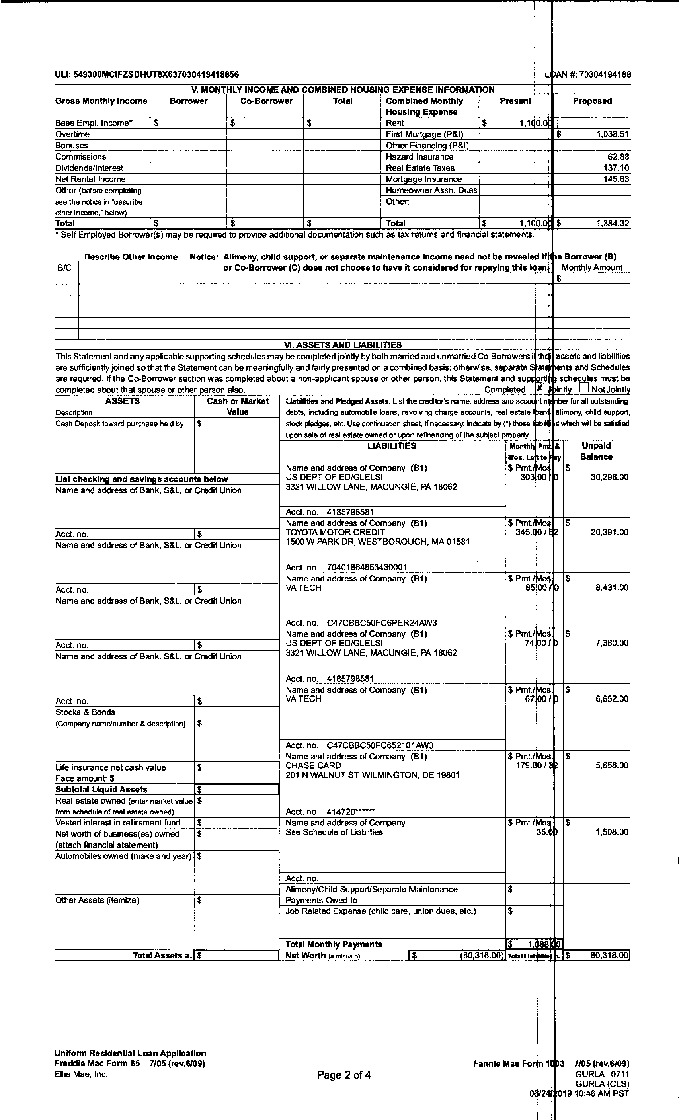 ULI: 549300MCIFZSDHUT8X637030419418856
LOAN #: 70304194188
V. MONTHLY INCOME AND COMBINED HOUSING EXPENSE INFORMATION
Gross Monthly Income Borrower Co-Borrower Total Combined Monthly Housing Expense Present Proposed
Base Empl. Income* $ $ $ Rent $ 1,100.00
Overtime First Mortgage (P&I) $ 1,038.51
Bonuses Other Financing (P&I)
Commissions Hazard Insurance 62.88
Dividends/Interest Real Estate Taxes 137.10
Net Rental Income Mortgage Insurance 145.83
Other (before completing Homeowner Assn. Dues
see the notice in "describe Other:
other income," below)
Total $ $ $ Total $ 1,100.00 $ 1,384.32
* Self Employed Borrower(s) may be required to provide additional documentation such as tax returns and financial statements.
Describe Other Income Notice: Alimony, child support, or separate maintenance income need not be revealed if the Borrower (B)
B/C or Co-Borrower (C) does not choose to have it considered for repaying this loan. Monthly Amount
$
VI. ASSETS AND LIABILITIES
This Statement and any applicable supporting schedules may be completed jointly by both married and unmarried Co-Borrowers if their assets and liabilities
are sufficiently joined so that the Statement can be meaningfully and fairly presented on a combined basis; otherwise, separate Statements and Schedules
are required. If the Co-Borrower section was completed about a non-applicant spouse or other person, this Statement and supporting schedules must be
completed about that spouse or other person also. Completed Jointly Not Jointly
ASSETS Cash or Market Value
Description
Cash Deposit toward purchase held by $
Liabilities and Pledged Assets. List the creditor's name, address and account number for all outstanding
debts, including automobile loans, revolving charge accounts, real estate loans, alimony, child support,
stock pledges, etc. Use continuation sheet, if necessary. Indicate by (*) those liabilities which will be satisfied
upon sale of real estate owned or upon refinancing of the subject property.
LIABILITIES Monthly Pmt. & Mos. Left to Pay Unpaid Balance
List checking and savings accounts below
Name and address of Bank, S&L, or Credit Union
Name and address of Company (B1) $ Pmt./Mos. $
US DEPT OF ED/GLELSI 303.00 / 0 30,298.00
3321 WILLOW LANE, MACUNGIE, PA 18062
Acct. no. 4185798581
Acct. no. $
Name and address of Bank, S&L, or Credit Union
Name and address of Company (B1) $ Pmt./Mos. $
TOYOTA MOTOR CREDIT 345.00 / 62 20,391.00
1500 W PARK DR, WESTBOROUGH, MA 01581
Acct. no. 70401864853430001
Acct. no. $
Name and address of Bank, S&L, or Credit Union
Name and address of Company (B1) $ Pmt./Mos. $
VA TECH 85.00 / 0 8,431.00
Acct. no. C47CBBC50FC6PER24AW3
Acct. no. $
Name and address of Bank, S&L, or Credit Union
Name and address of Company (B1) $ Pmt./Mos. $
US DEPT OF ED/GLELSI 74.00 / 0 7,380.00
3321 WILLOW LANE, MACUNGIE, PA 18062
Acct. no. 4185798581
Acct. no. $
Stocks & Bonds
(Company name/number & description) $
Name and address of Company (B1) $ Pmt./Mos. $
VA TECH 67.00 / 0 6,652.00
Acct. no. C47CBBC50FC652101AW3
Life insurance net cash value $
Face amount: $
Subtotal Liquid Assets $
Name and address of Company (B1) $ Pmt./Mos. $
CHASE CARD 179.00 / 32 5,658.00
201 N WALNUT ST WILMINGTON, DE 19801
Acct. no. 414720******
Real estate owned (enter market value $
from schedule of real estate owned)
Vested interest in retirement fund $
Net worth of business(es) owned $
(attach financial statement)
Automobiles owned (make and year) $
Name and address of Company $ Pmt./Mos. $
See Schedule of Liabilities 35.00 1,508.00
Acct. no.
Other Assets (itemize) $
Alimony/Child Support/Separate Maintenance $
Payments Owed to
Job Related Expense (child care, union dues, etc.) $
Total Monthly Payments $ 1,088.00
Total Assets a. $ Net Worth (a minus b) $ (80,318.00) Total Liabilities b. $ 80,318.00
Uniform Residential Loan Application
Freddie Mac Form 65 7/05 (rev.6/09)
Ellie Mae, Inc.
Page 2 of 4
Fannie Mae Form 1003 7/05 (rev.6/09)
GURLA 0711
GURLA (CLS)
08/24/2019 10:46 AM PST